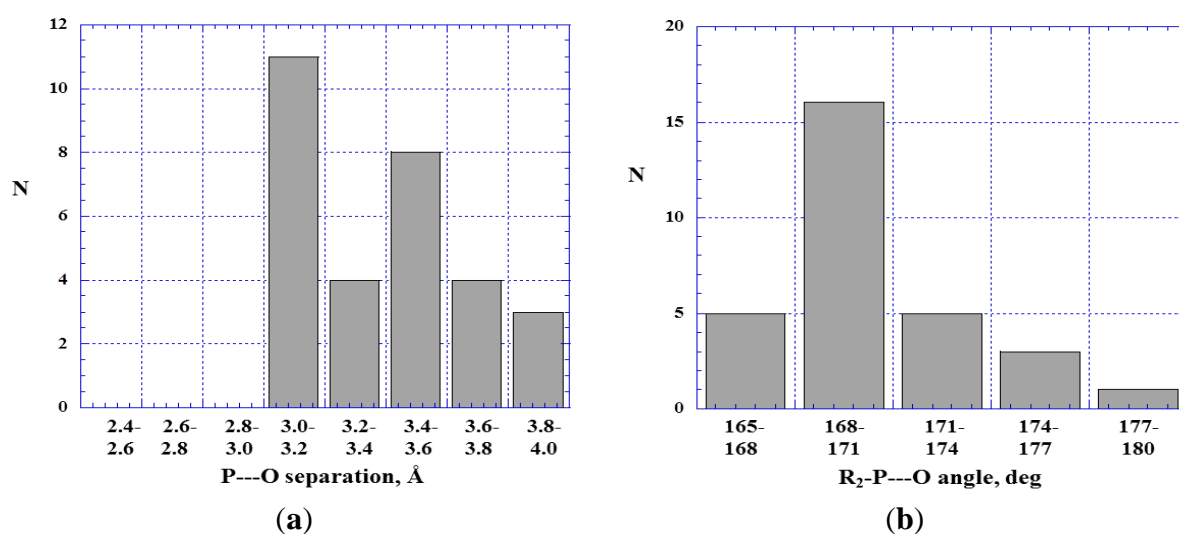 12
10
8
N
6
4
2
0
2.4- 2.6- 2.8- 3.0- 3.2- 3.4- 3.6- 3.8-
2.6 2.8 3.0 3.2 3.4 3.6 3.8 4.0
P---O separation, Å
(a)
20
15
N
10
5
0
165- 168- 171- 174- 177-
168 171 174 177 180
R₂-P---O angle, deg
(b)